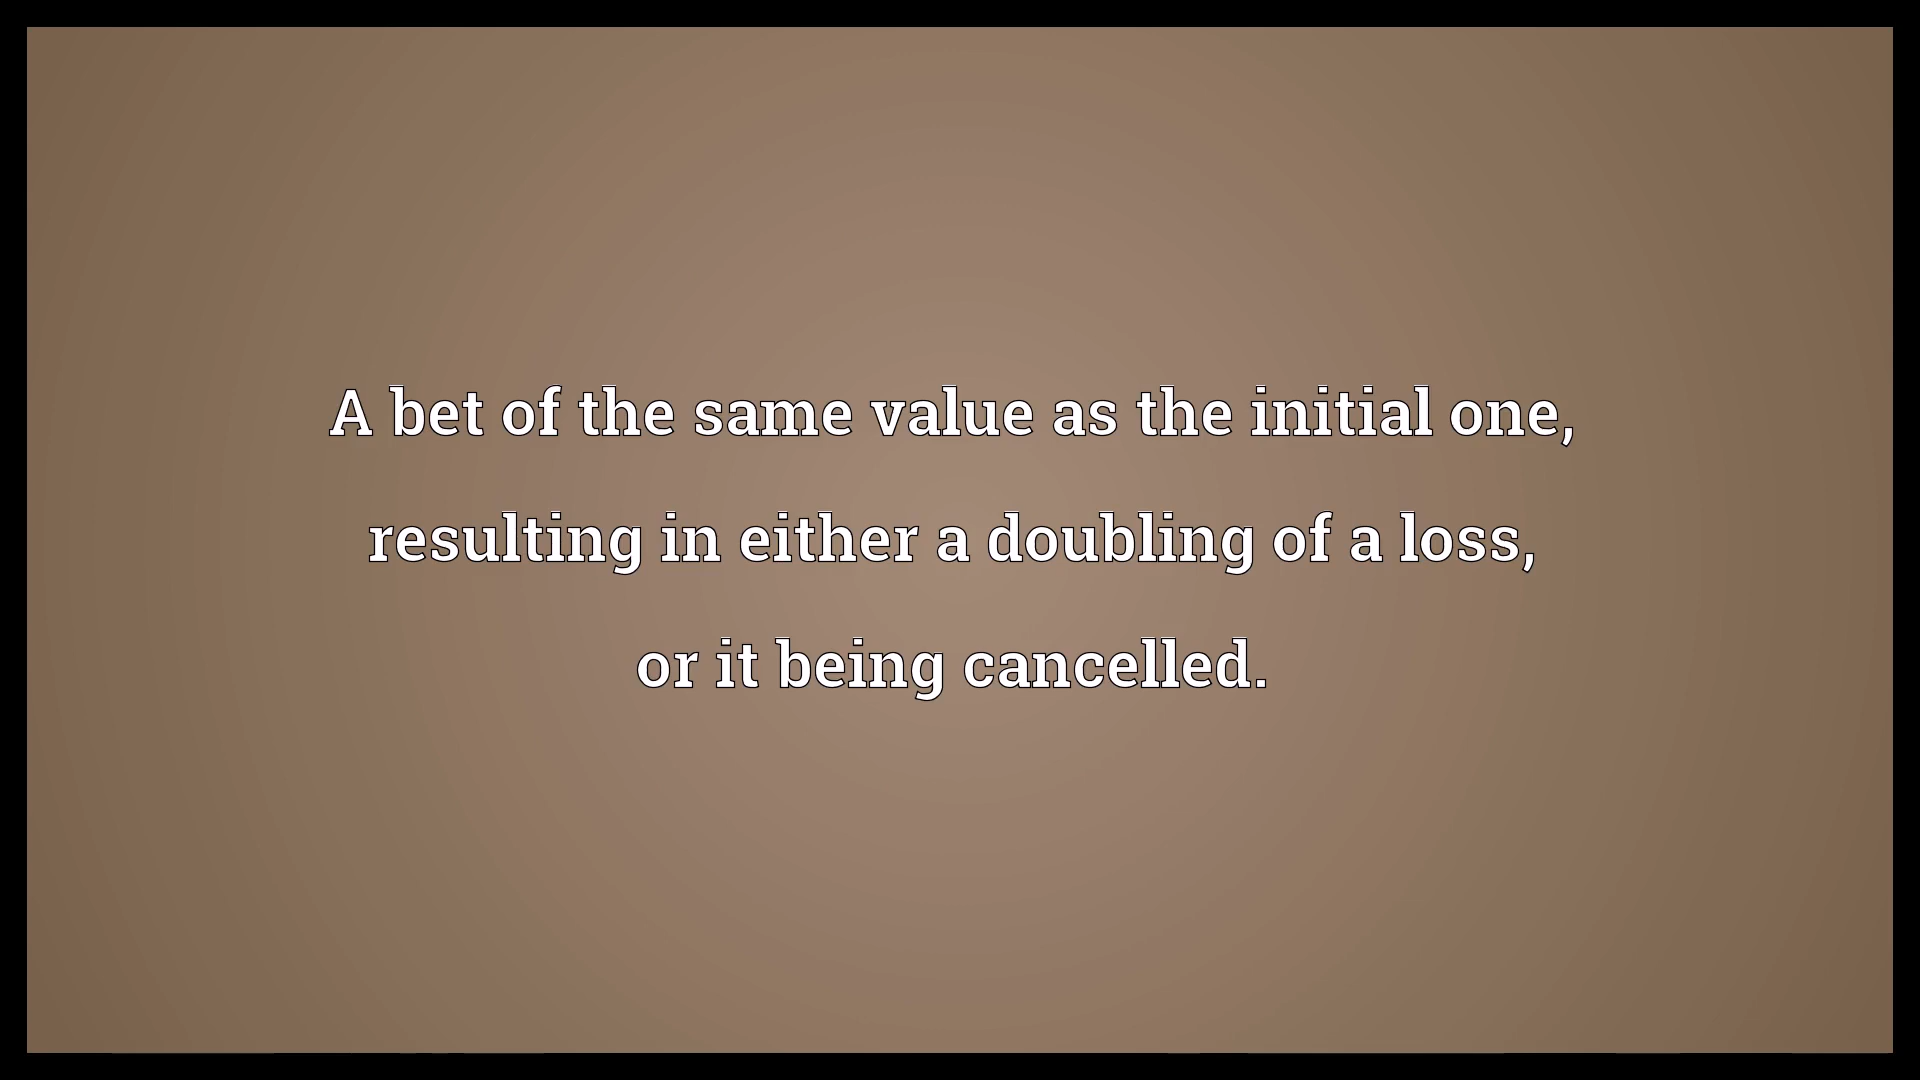 A bet of the same value as the initial one,
resulting in either a doubling of a loss,
or it being cancelled.